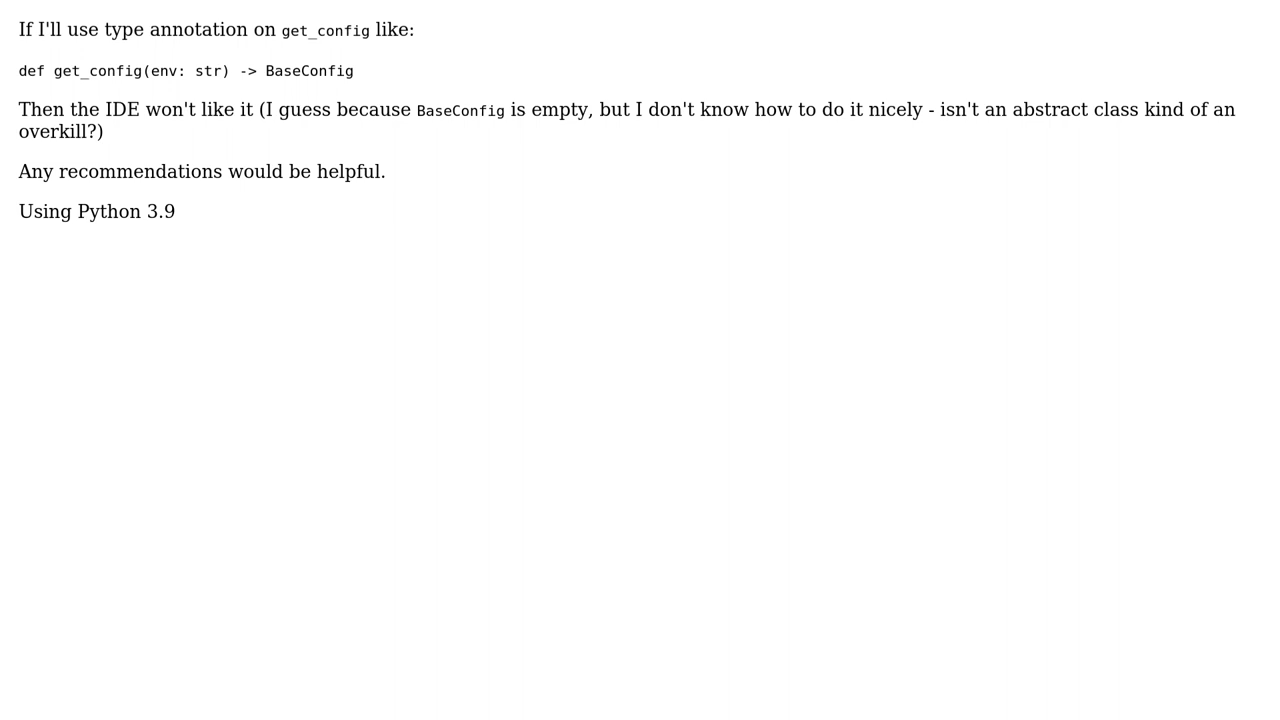 If I'll use type annotation on get_config like:
def get_config(env: str) -> BaseConfig
Then the IDE won't like it (I guess because BaseConfig is empty, but I don't know how to do it nicely - isn't an abstract class kind of an
overkill?)
Any recommendations would be helpful.
Using Python 3.9